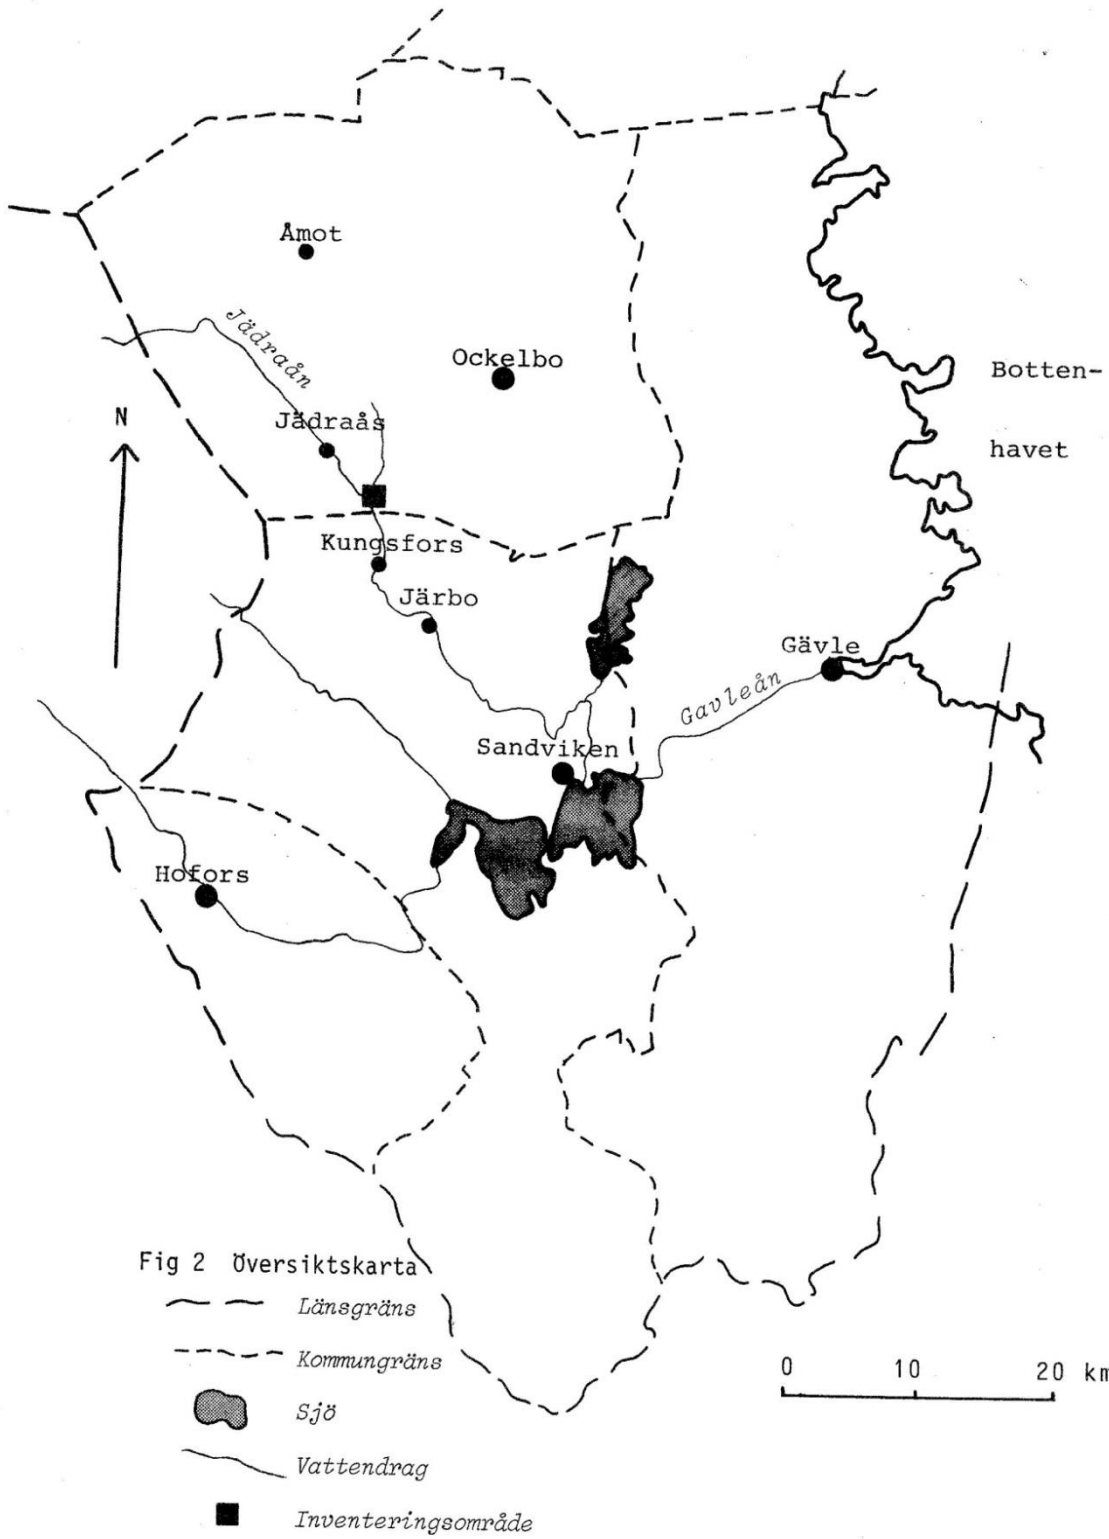 Åmot
Jädraån
Ockelbo
Botten-
havet
N
Jädraås
Kungsfors
Järbo
Gävle
Gavleån
Sandviken
Hofors
Fig 2 Översiktskarta
Länsgräns
Kommungräns
Sjö
Vattendrag
Inventeringsområde
0 10 20 km